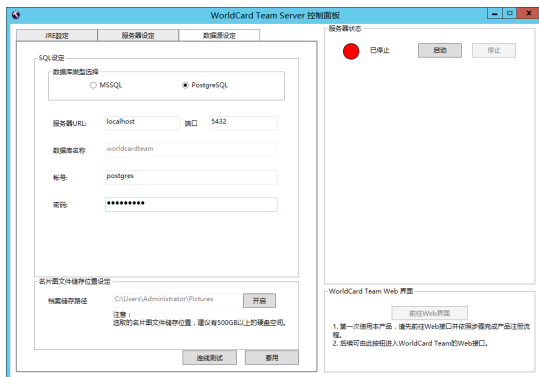 WorldCard Team Server 控制面板
JRE設定
服务器设定
数据源设定
SQL设定
数据库类型选择
MSSQL
PostgreSQL
服务器URL:
localhost
端口
5432
数据库名称
worldcardteam
帐号:
postgres
密码:
名片图文件储存位置设定
档案储存路径
C:\Users\Administrator\Pictures
开启
注意：
选取的名片图文件储存位置，建议有500GB以上的硬盘空间。
连线测试
套用
服务器状态
已停止
启动
停止
WorldCard Team Web 界面
前往Web界面
1. 第一次使用本产品，请先前往Web接口并依照步骤完成产品注册流
程。
2. 后续可由此按钮进入WorldCard Team的Web接口。